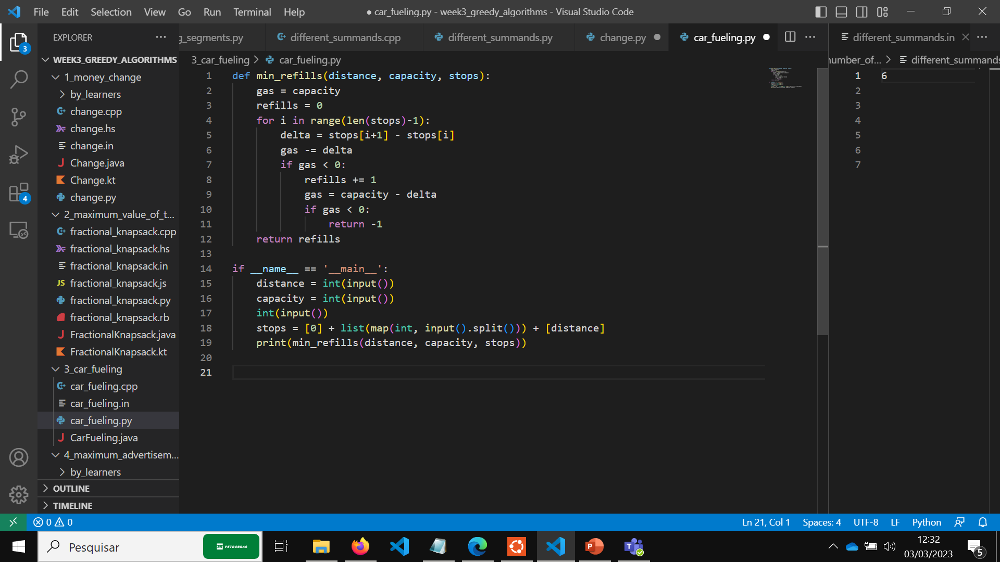 File Edit Selection View Go Run Terminal Help
● car_fueling.py - week3_greedy_algorithms - Visual Studio Code
EXPLORER
g_segments.py different_summands.cpp different_summands.py change.py car_fueling.py different_summands.in
WEEK3_GREEDY_ALGORITHMS
1_money_change
by_learners
change.cpp
change.hs
change.in
Change.java
Change.kt
change.py
2_maximum_value_of_t...
fractional_knapsack.cpp
fractional_knapsack.hs
fractional_knapsack.in
JS fractional_knapsack.js
fractional_knapsack.py
fractional_knapsack.rb
J FractionalKnapsack.java
FractionalKnapsack.kt
3_car_fueling
car_fueling.cpp
car_fueling.in
car_fueling.py
J CarFueling.java
4_maximum_advertisem...
by_learners
OUTLINE
TIMELINE
3
4
3_car_fueling > car_fueling.py
1 def min_refills(distance, capacity, stops):
2 gas = capacity
3 refills = 0
4 for i in range(len(stops)-1):
5 delta = stops[i+1] - stops[i]
6 gas -= delta
7 if gas < 0:
8 refills += 1
9 gas = capacity - delta
10 if gas < 0:
11 return -1
12 return refills
13
14 if __name__ == '__main__':
15 distance = int(input())
16 capacity = int(input())
17 int(input())
18 stops = [0] + list(map(int, input().split())) + [distance]
19 print(min_refills(distance, capacity, stops))
20
21
number_of... > different_summands
1 6
2
3
4
5
6
7
0 0
Ln 21, Col 1 Spaces: 4 UTF-8 LF Python
Pesquisar
BR PETROBRAS
12:32
03/03/2023
5